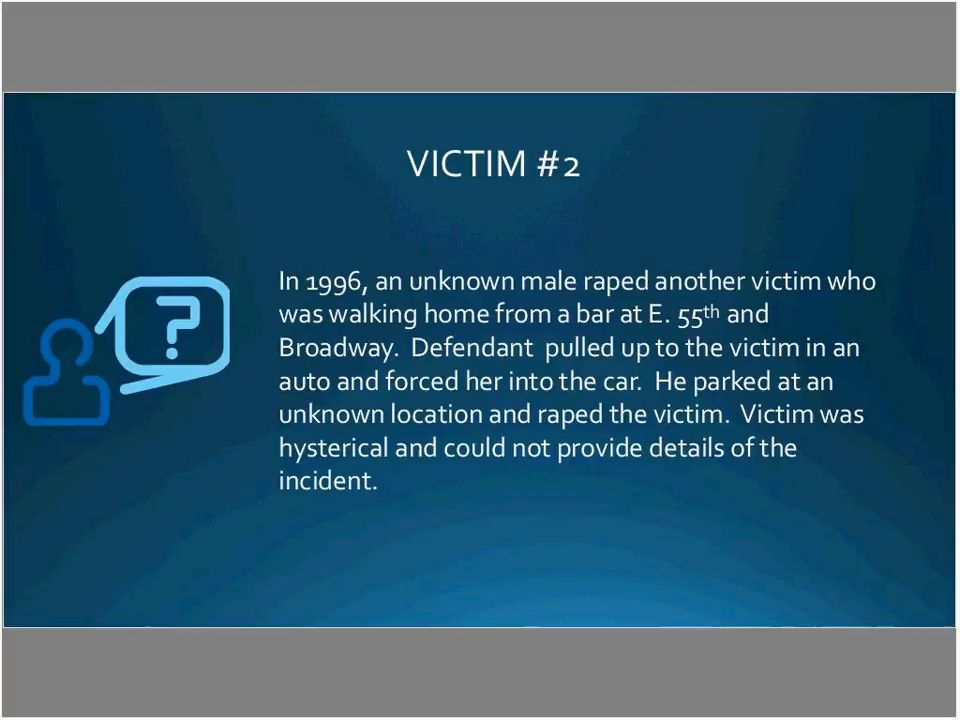 VICTIM #2
In 1996, an unknown male raped another victim who
was walking home from a bar at E. 55th and
Broadway.  Defendant  pulled up to the victim in an
auto and forced her into the car.  He parked at an
unknown location and raped the victim.  Victim was
hysterical and could not provide details of the
incident.
?